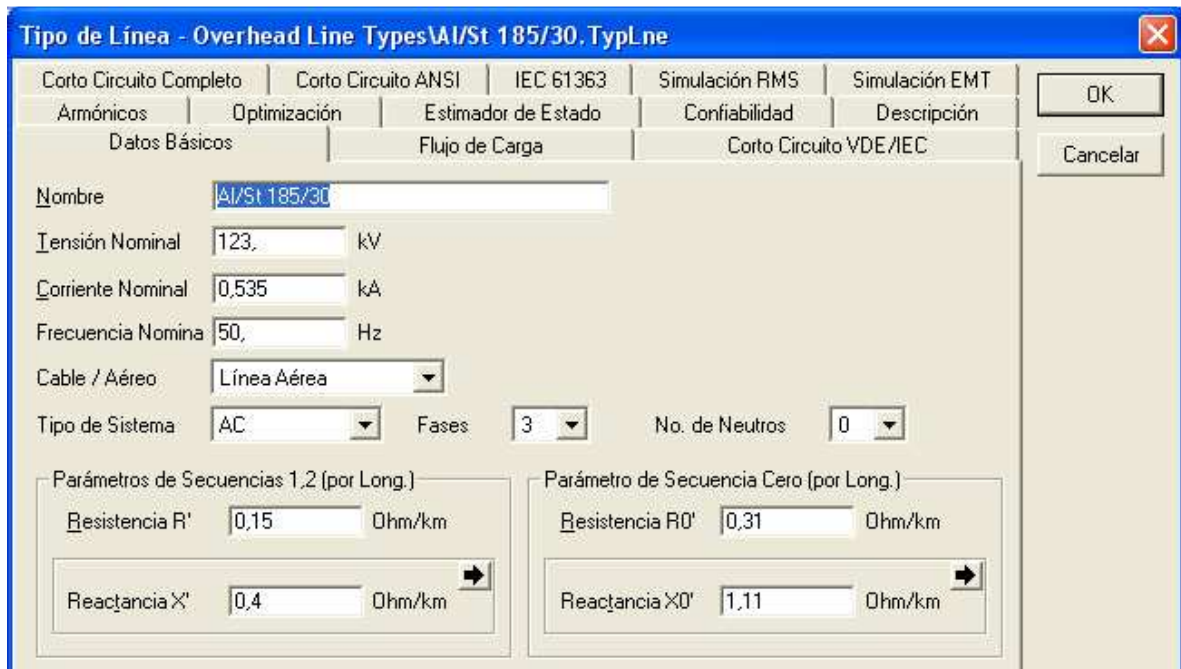 Tipo de Línea - Overhead Line Types\Al/St 185/30.TypLne
Corto Circuito Completo Corto Circuito ANSI IEC 61363 Simulación RMS Simulación EMT
Armónicos Optimización Estimador de Estado Confiabilidad Descripción
Datos Básicos Flujo de Carga Corto Circuito VDE/IEC
OK
Cancelar
Nombre Al/St 185/30
Tensión Nominal 123, kV
Corriente Nominal 0,535 kA
Frecuencia Nomina 50, Hz
Cable / Aéreo Línea Aérea
Tipo de Sistema AC Fases 3 No. de Neutros 0
Parámetros de Secuencias 1,2 (por Long.) Parámetro de Secuencia Cero (por Long.)
Resistencia R' 0,15 Ohm/km Resistencia R0' 0,31 Ohm/km
Reactancia X' 0,4 Ohm/km Reactancia X0' 1,11 Ohm/km